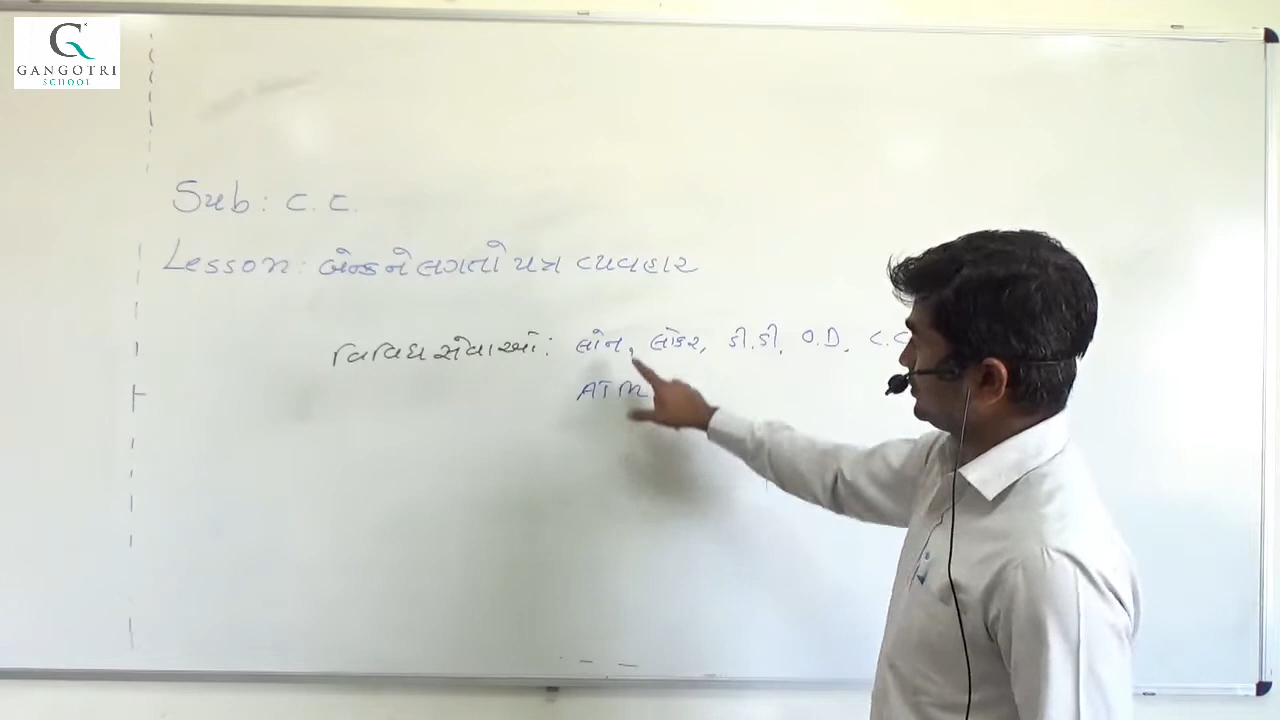 GANGOTRI
SCHOOL
Sub: C.C.
Lesson: બેન્કને લગતો પત્ર વ્યવહાર
વિવિધ સેવાઓ: લોન, લોકર, ડી.ડી, O.D, C.C
ATM